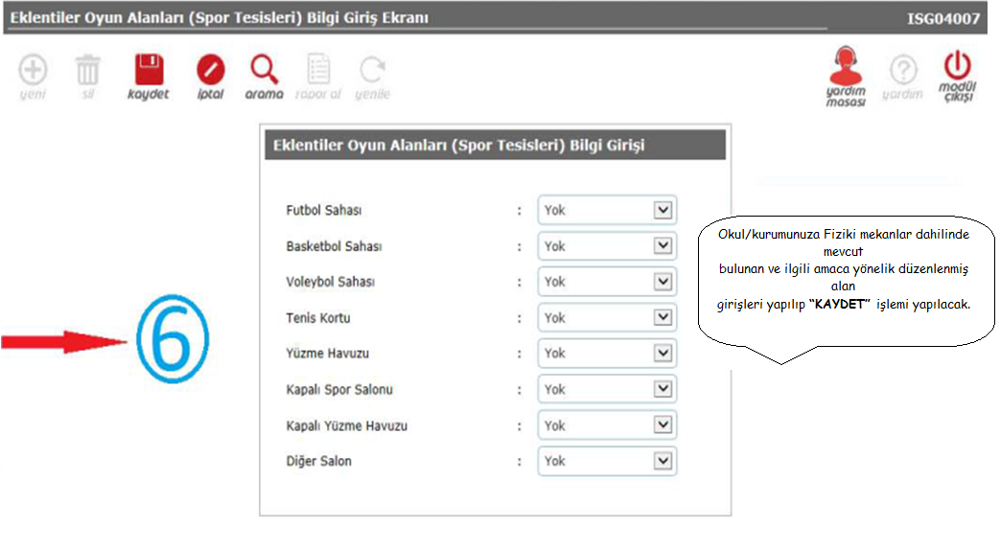 Eklentiler Oyun Alanları (Spor Tesisleri) Bilgi Giriş Ekranı ISG04007
yeni sil kaydet iptal arama rapor al yenile yardım masası yardım modül çıkışı
Eklentiler Oyun Alanları (Spor Tesisleri) Bilgi Girişi
Futbol Sahası : Yok
Basketbol Sahası : Yok
Voleybol Sahası : Yok
Tenis Kortu : Yok
Yüzme Havuzu : Yok
Kapalı Spor Salonu : Yok
Kapalı Yüzme Havuzu : Yok
Diğer Salon : Yok
6
Okul/kurumunuza Fiziki mekanlar dahilinde
mevcut
bulunan ve ilgili amaca yönelik düzenlenmiş
alan
girişleri yapılıp “KAYDET” işlemi yapılacak.